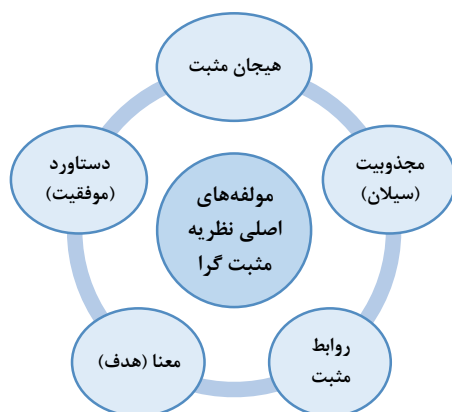 هیجان مثبت
مجذوبیت
(سیلان)
روابط
مثبت
معنا (هدف)
دستاورد
(موفقیت)
مولفه‌های
اصلی نظریه
مثبت گرا